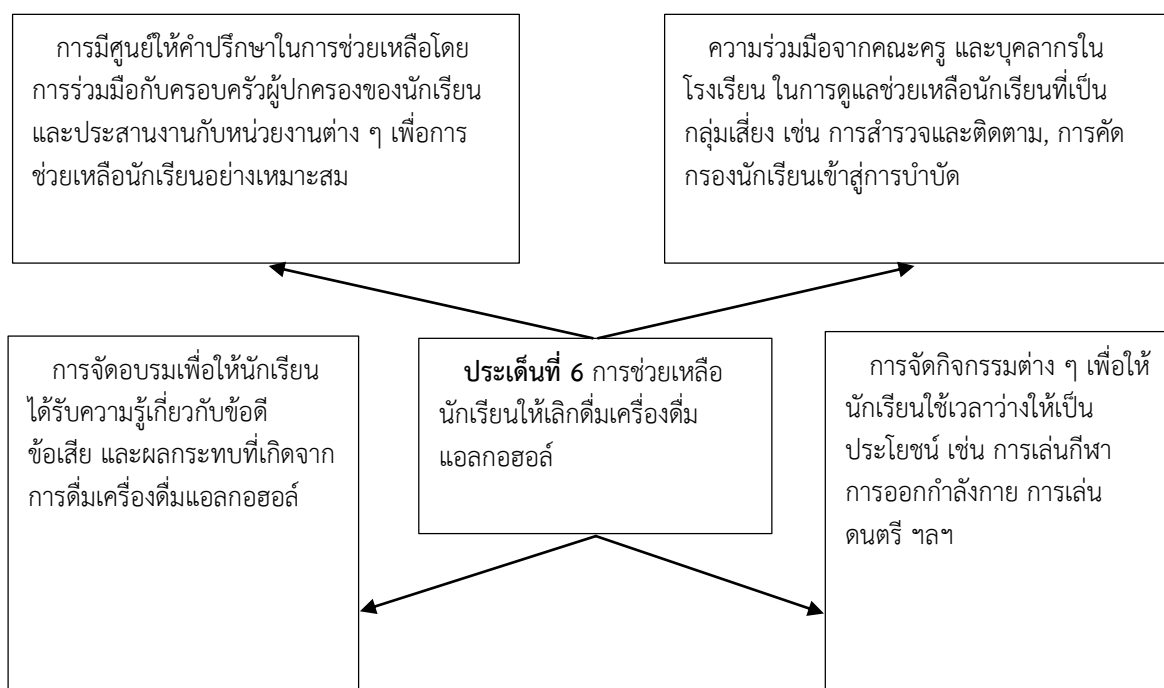 การมีศูนย์ให้คำปรึกษาในการช่วยเหลือโดย
การร่วมมือกับครอบครัวผู้ปกครองของนักเรียน
และประสานงานกับหน่วยงานต่าง ๆ เพื่อการ
ช่วยเหลือนักเรียนอย่างเหมาะสม
ความร่วมมือจากคณะครู และบุคลากรใน
โรงเรียน ในการดูแลช่วยเหลือนักเรียนที่เป็น
กลุ่มเสี่ยง เช่น การสำรวจและติดตาม, การคัด
กรองนักเรียนเข้าสู่การบำบัด
การจัดอบรมเพื่อให้นักเรียน
ได้รับความรู้เกี่ยวกับข้อดี
ข้อเสีย และผลกระทบที่เกิดจาก
การดื่มเครื่องดื่มแอลกอฮอล์
ประเด็นที่ 6 การช่วยเหลือ
นักเรียนให้เลิกดื่มเครื่องดื่ม
แอลกอฮอล์
การจัดกิจกรรมต่าง ๆ เพื่อให้
นักเรียนใช้เวลาว่างให้เป็น
ประโยชน์ เช่น การเล่นกีฬา
การออกกำลังกาย การเล่น
ดนตรี ฯลฯ